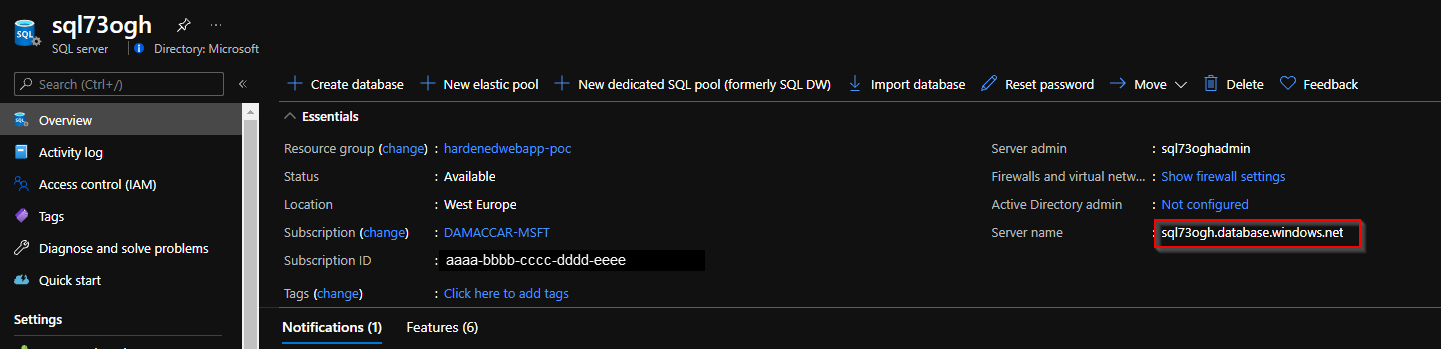 sql73ogh
SQL server
Directory: Microsoft
Search (Ctrl+/)
«
Overview
Activity log
Access control (IAM)
Tags
Diagnose and solve problems
Quick start
Settings
Create database
New elastic pool
New dedicated SQL pool (formerly SQL DW)
Import database
Reset password
Move
Delete
Feedback
Essentials
Resource group (change) : hardenedwebapp-poc
Status : Available
Location : West Europe
Subscription (change) : DAMACCAR-MSFT
Subscription ID : aaaa-bbbb-cccc-dddd-eeee
Tags (change) : Click here to add tags
Server admin : sql73oghadmin
Firewalls and virtual netw... : Show firewall settings
Active Directory admin : Not configured
Server name : sql73ogh.database.windows.net
Notifications (1)
Features (6)